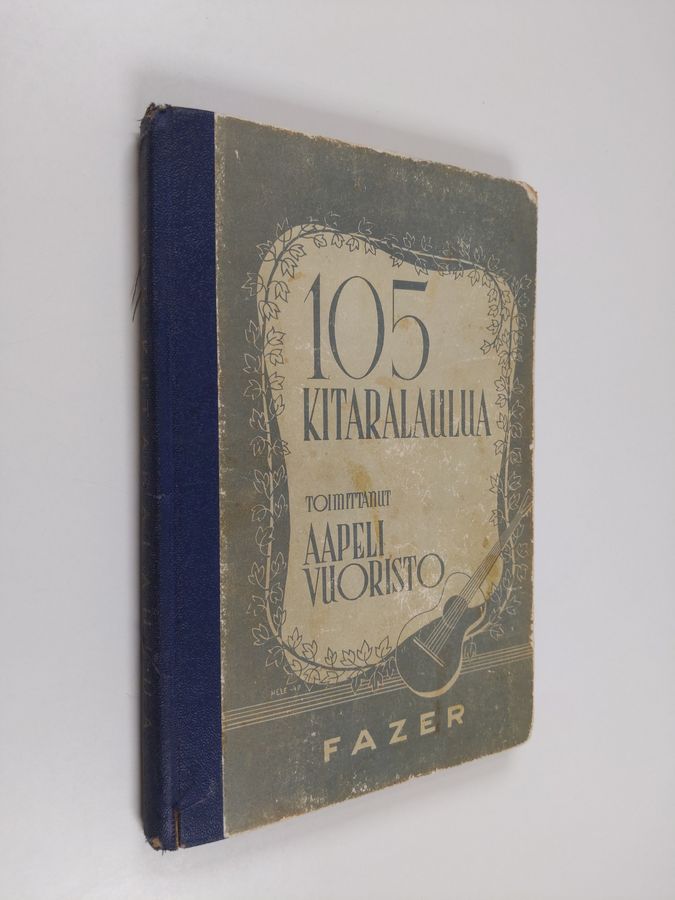 105
KITARALAULUA
TOIMITTANUT
AAPELI
VUORISTO
FAZER